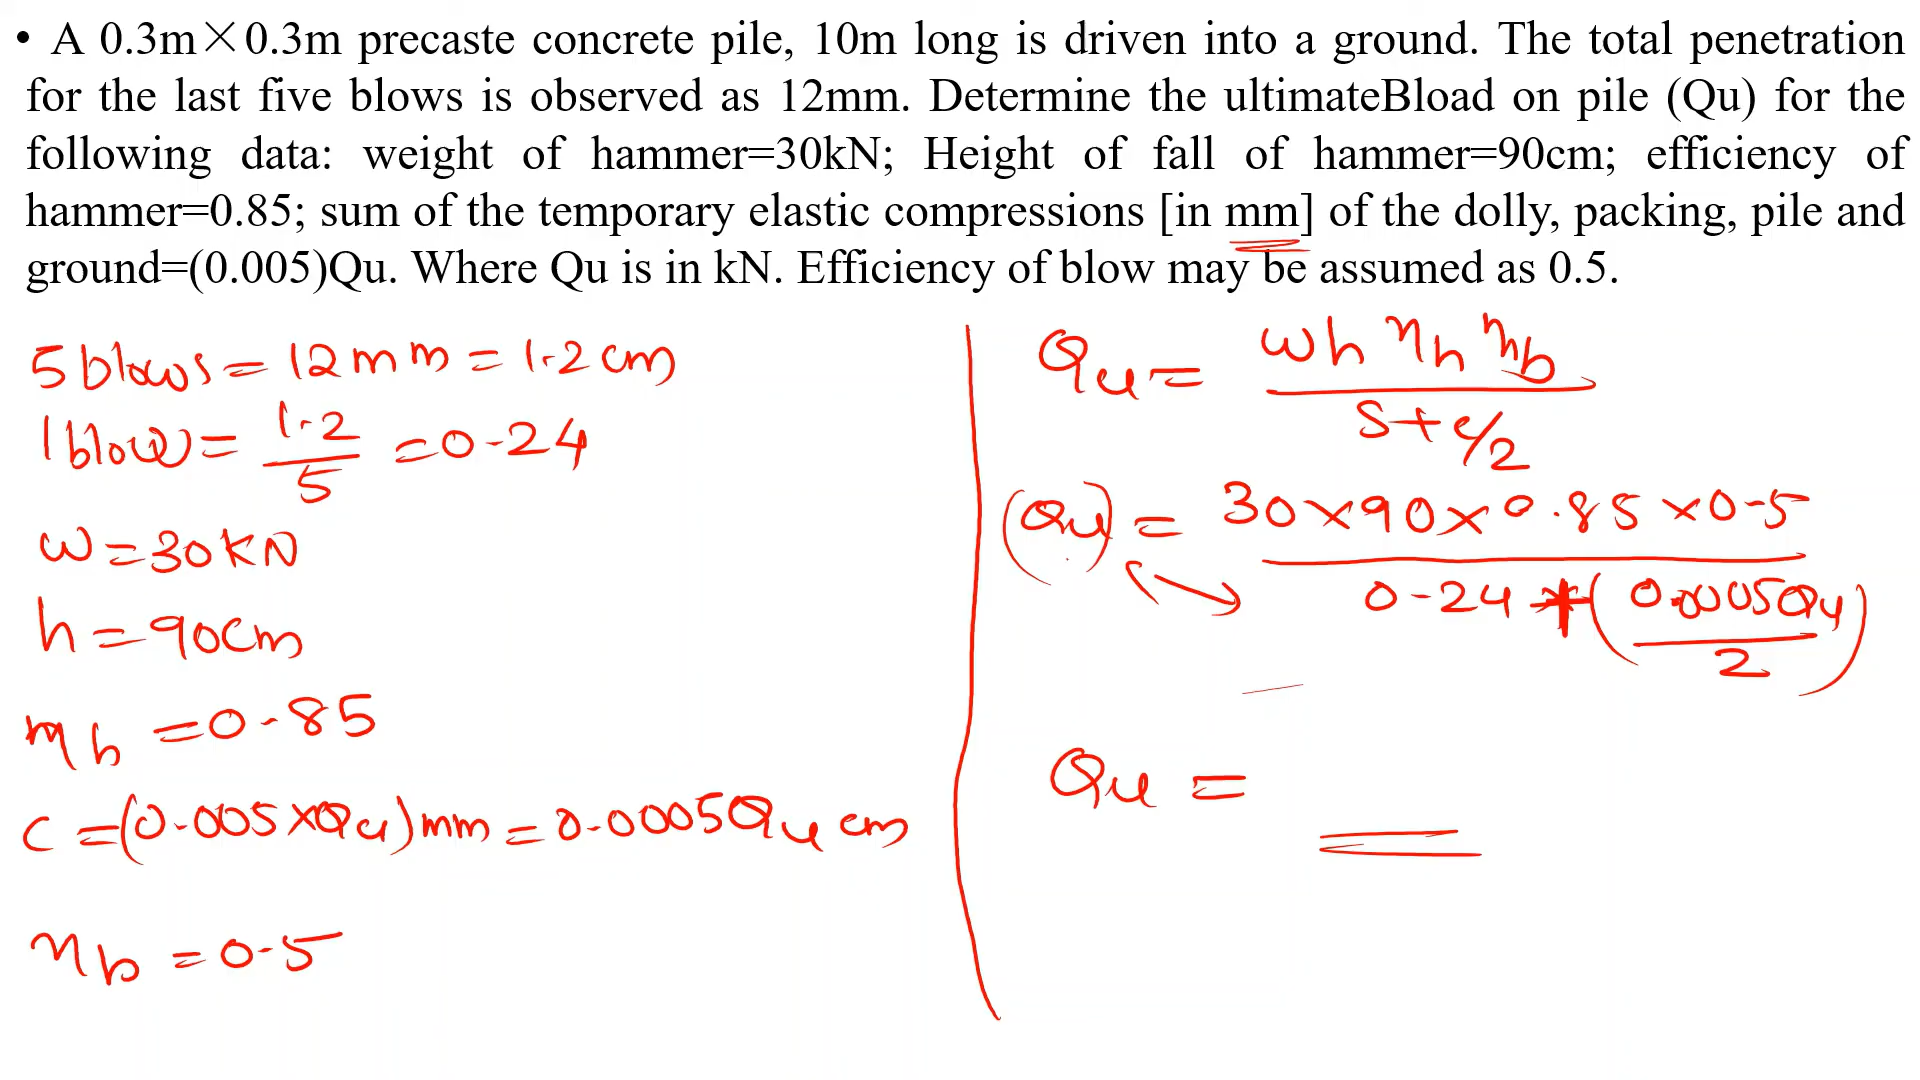 • A 0.3m×0.3m precaste concrete pile, 10m long is driven into a ground. The total penetration
for the last five blows is observed as 12mm. Determine the ultimateBload on pile (Qu) for the
following data: weight of hammer=30kN; Height of fall of hammer=90cm; efficiency of
hammer=0.85; sum of the temporary elastic compressions [in mm] of the dolly, packing, pile and
ground=(0.005)Qu. Where Qu is in kN. Efficiency of blow may be assumed as 0.5.
5 blows = 12mm = 1.2 cm
1 blow = 1.2/5 = 0.24
w = 30KN
h = 90cm
ηh = 0.85
C = (0.005×Qu)mm = 0.0005Qu cm
ηb = 0.5
Qu = wh ηh ηb / S+c/2
(Qu) = 30×90×0.85×0.5 / 0.24 + (0.0005Qu/2)
Qu =